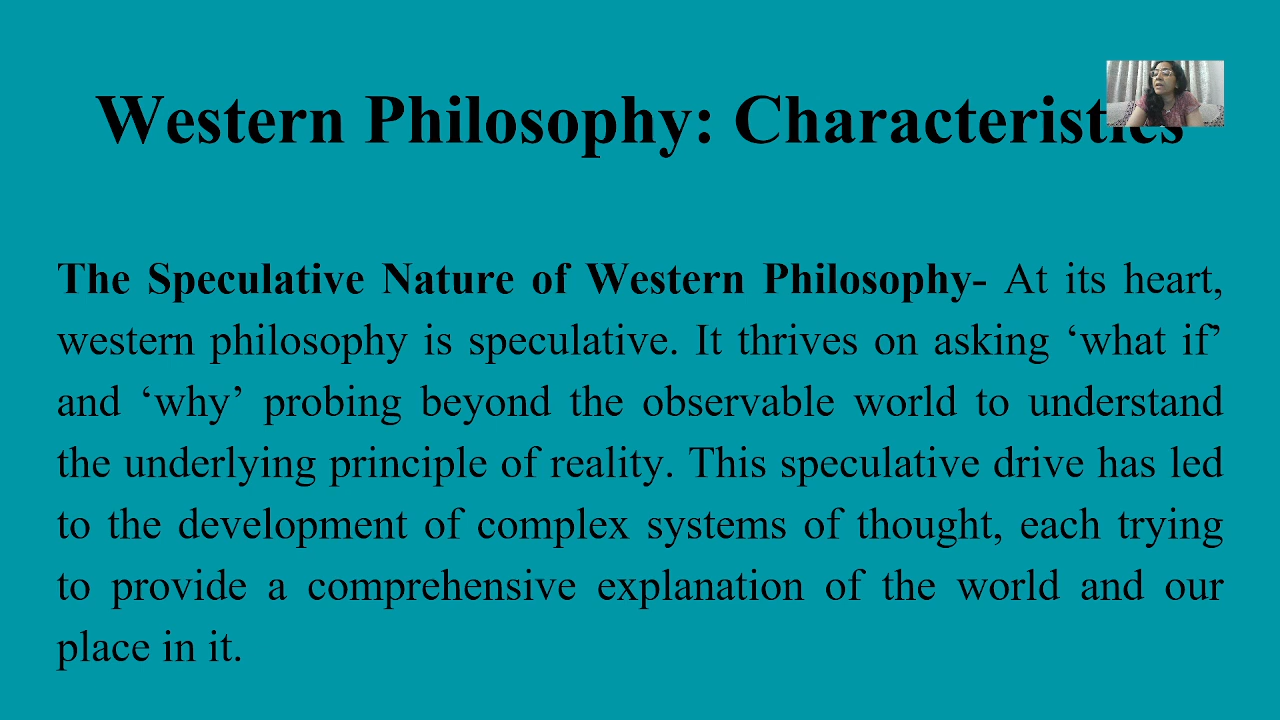 Western Philosophy: Characteristics
The Speculative Nature of Western Philosophy- At its heart,
western philosophy is speculative. It thrives on asking ‘what if’
and ‘why’ probing beyond the observable world to understand
the underlying principle of reality. This speculative drive has led
to the development of complex systems of thought, each trying
to provide a comprehensive explanation of the world and our
place in it.